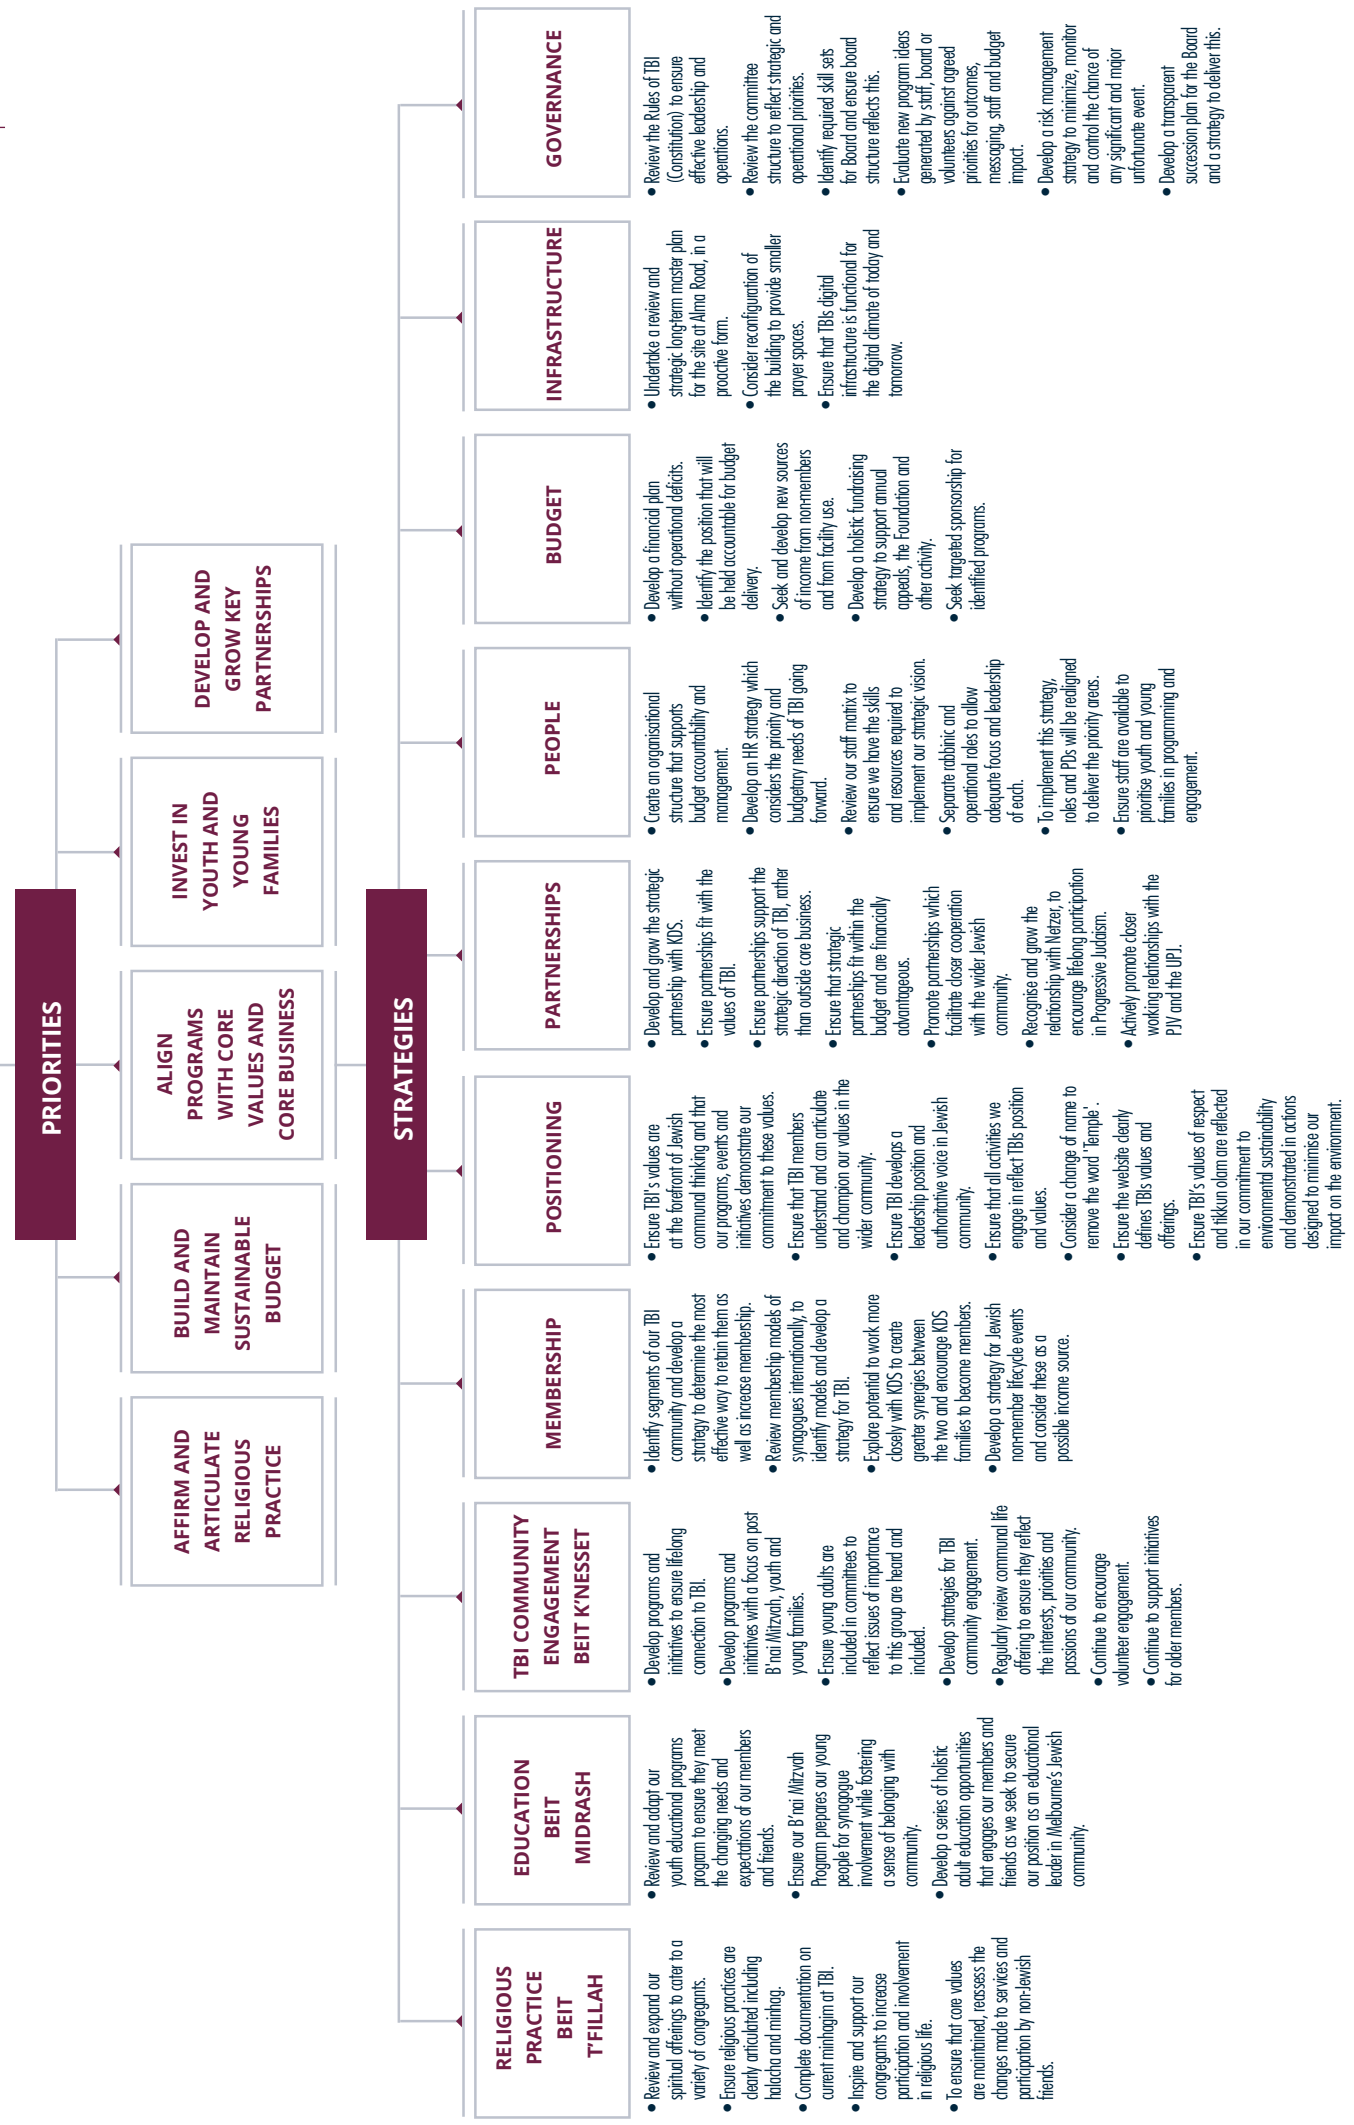 PRIORITIES
AFFIRM AND
ARTICULATE
RELIGIOUS
PRACTICE
BUILD AND
MAINTAIN
SUSTAINABLE
BUDGET
ALIGN
PROGRAMS
WITH CORE
VALUES AND
CORE BUSINESS
INVEST IN
YOUTH AND
YOUNG
FAMILIES
DEVELOP AND
GROW KEY
PARTNERSHIPS
STRATEGIES
RELIGIOUS
PRACTICE
BEIT
T'FILLAH
• Review and expand our
spiritual offerings to cater to a
variety of congregants.
• Ensure religious practices are
clearly articulated including
halacha and minhag.
• Complete documentation on
current minhagim at TBI.
• Inspire and support our
congregants to increase
participation and involvement
in religious life.
• To ensure that core values
are maintained, reassess the
changes made to services and
participation by non-Jewish
friends.
EDUCATION
BEIT
MIDRASH
• Review and adapt our
youth educational programs
program to ensure they meet
the changing needs and
expectations of our members
and friends.
• Ensure our B'nai Mitzvah
Program prepares our young
people for synagogue
involvement while fostering
a sense of belonging with
community.
• Develop a series of holistic
adult education opportunities
that engages our members and
friends as we seek to secure
our position as an educational
leader in Melbourne's Jewish
community.
TBI COMMUNITY
ENGAGEMENT
BEIT K'NESSET
• Develop programs and
initiatives to ensure lifelong
connection to TBI.
• Develop programs and
initiatives with a focus on post
B'nai Mitzvah, youth and
young families.
• Ensure young adults are
included in committees to
reflect issues of importance
to this group are heard and
included.
• Develop strategies for TBI
community engagement.
• Regularly review communal life
offering to ensure they reflect
the interests, priorities and
passions of our community.
• Continue to encourage
volunteer engagement.
• Continue to support initiatives
for older members.
MEMBERSHIP
• Identify segments of our TBI
community and develop a
strategy to determine the most
effective way to retain them as
well as increase membership.
• Review membership models of
synagogues internationally, to
identify models and develop a
strategy for TBI.
• Explore potential to work more
closely with KDS to create
greater synergies between
the two and encourage KDS
families to become members.
• Develop a strategy for Jewish
non-member lifecycle events
and consider these as a
possible income source.
POSITIONING
• Ensure TBI's values are
at the forefront of Jewish
communal thinking and that
our programs, events and
initiatives demonstrate our
commitment to these values.
• Ensure that TBI members
understand and can articulate
and champion our values in the
wider community.
• Ensure TBI develops a
leadership position and
authoritative voice in Jewish
community.
• Ensure that all activities we
engage in reflect TBIs position
and values.
• Consider a change of name to
remove the word 'Temple'.
• Ensure the website clearly
defines TBIs values and
offerings.
• Ensure TBI's values of respect
and tikkun olam are reflected
in our commitment to
environmental sustainability
and demonstrated in actions
designed to minimise our
impact on the environment.
PARTNERSHIPS
• Develop and grow the strategic
partnership with KDS.
• Ensure partnerships fit with the
values of TBI.
• Ensure partnerships support the
strategic direction of TBI, rather
than outside core business.
• Ensure that strategic
partnerships fit within the
budget and are financially
advantageous.
• Promote partnerships which
facilitate closer cooperation
with the wider Jewish
community.
• Recognise and grow the
relationship with Netzer, to
encourage lifelong participation
in Progressive Judaism.
• Actively promote closer
working relationships with the
PJV and the UPJ.
PEOPLE
• Create an organisational
structure that supports
budget accountability and
management.
• Develop an HR strategy which
considers the priority and
budgetary needs of TBI going
forward.
• Review our staff matrix to
ensure we have the skills
and resources required to
implement our strategic vision.
• Separate rabbinic and
operational roles to allow
adequate focus and leadership
of each.
• To implement this strategy,
roles and PDs will be redligned
to deliver the priority areas.
• Ensure staff are available to
prioritise youth and young
families in programming and
engagement.
BUDGET
• Develop a financial plan
without operational deficits.
• Identify the position that will
be held accountable for budget
delivery.
• Seek and develop new sources
of income from non-members
and from facility use.
• Develop a holistic fundraising
strategy to support annual
appeals, the Foundation and
other activity.
• Seek targeted sponsorship for
identified programs.
INFRASTRUCTURE
• Undertake a review and
strategic long-term master plan
for the site at Alma Road, in a
proactive form.
• Consider reconfiguration of
the building to provide smaller
prayer spaces.
• Ensure that TBIs digital
infrastructure is functional for
the digital climate of today and
tomorrow.
GOVERNANCE
• Review the Rules of TBI
(Constitution) to ensure
effective leadership and
operations.
• Review the committee
structure to reflect strategic and
operational priorities.
• Identify required skill sets
for Board and ensure board
structure reflects this.
• Evaluate new program ideas
generated by staff, board or
volunteers against agreed
priorities for outcomes,
messaging, staff and budget
impact.
• Develop a risk management
strategy to minimize, monitor
and control the chance of
any significant and major
unfortunate event.
• Develop a transparent
succession plan for the Board
and a strategy to deliver this.